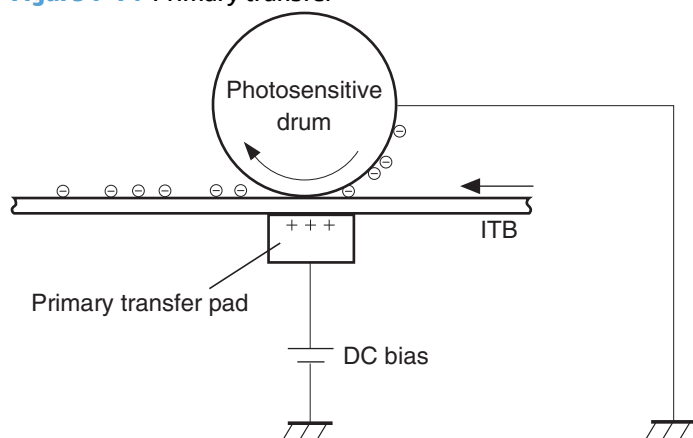 Primary transfer
Photosensitive
drum
+ + +
ITB
Primary transfer pad
DC bias